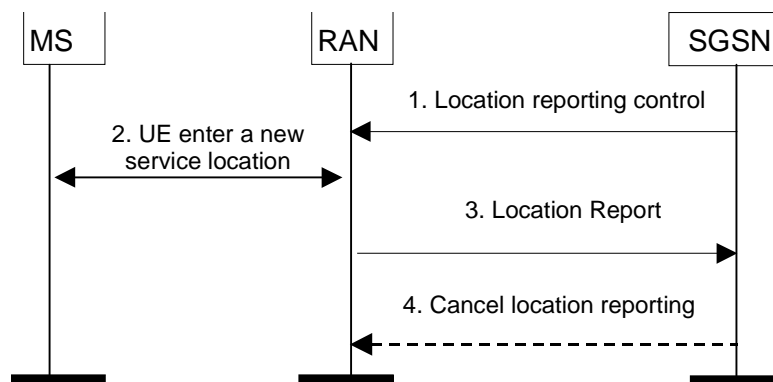 MS
RAN
SGSN
1. Location reporting control
2. UE enter a new
service location
3. Location Report
4. Cancel location reporting